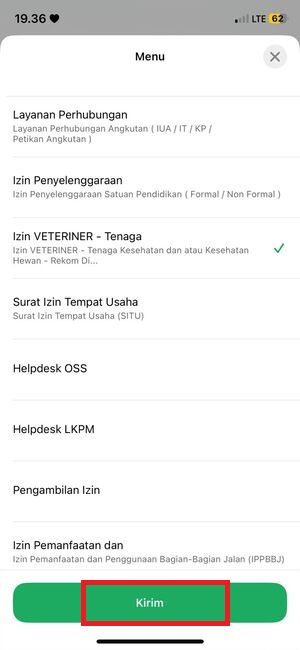 19.36
LTE 62
Menu
Layanan Perhubungan
Layanan Perhubungan Angkutan ( IUA / IT / KP /
Petikan Angkutan )
Izin Penyelenggaraan
Izin Penyelenggaraan Satuan Pendidikan ( Formal / Non Formal )
Izin VETERINER - Tenaga
Izin VETERINER - Tenaga Kesehatan dan atau Kesehatan
Hewan - Rekom Di...
Surat Izin Tempat Usaha
Surat Izin Tempat Usaha (SITU)
Helpdesk OSS
Helpdesk LKPM
Pengambilan Izin
Izin Pemanfaatan dan
Izin Pemanfaatan dan Penggunaan Bagian-Bagian Jalan (IPPBBJ)
Kirim